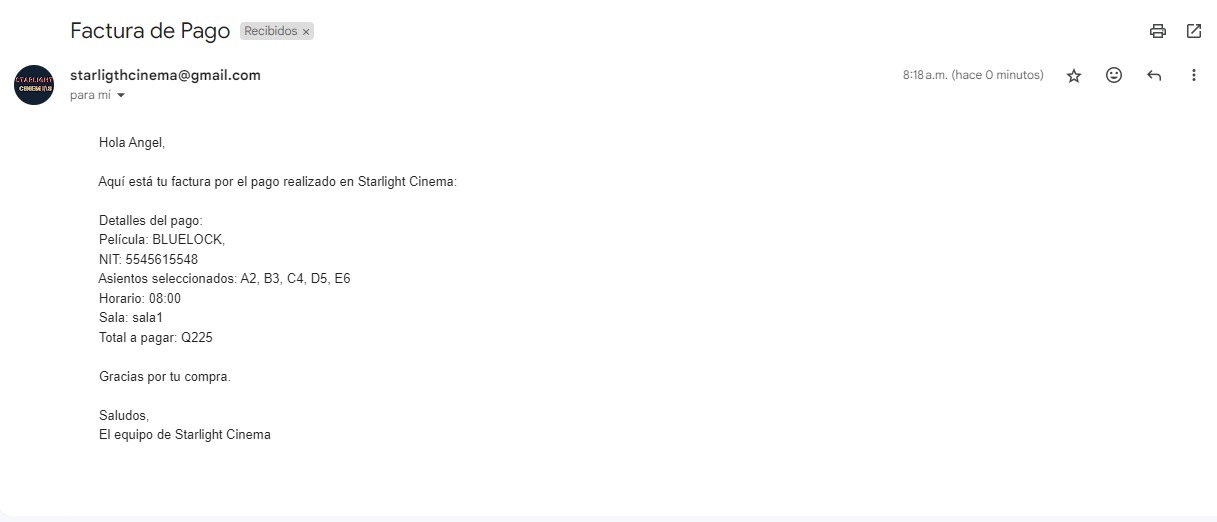 Factura de Pago Recibidos ×
starligthcinema@gmail.com 8:18 a.m. (hace 0 minutos)
STARLIGHT
para mí
Hola Angel,
Aquí está tu factura por el pago realizado en Starlight Cinema:
Detalles del pago:
Película: BLUELOCK,
NIT: 5545615548
Asientos seleccionados: A2, B3, C4, D5, E6
Horario: 08:00
Sala: sala1
Total a pagar: Q225
Gracias por tu compra.
Saludos,
El equipo de Starlight Cinema